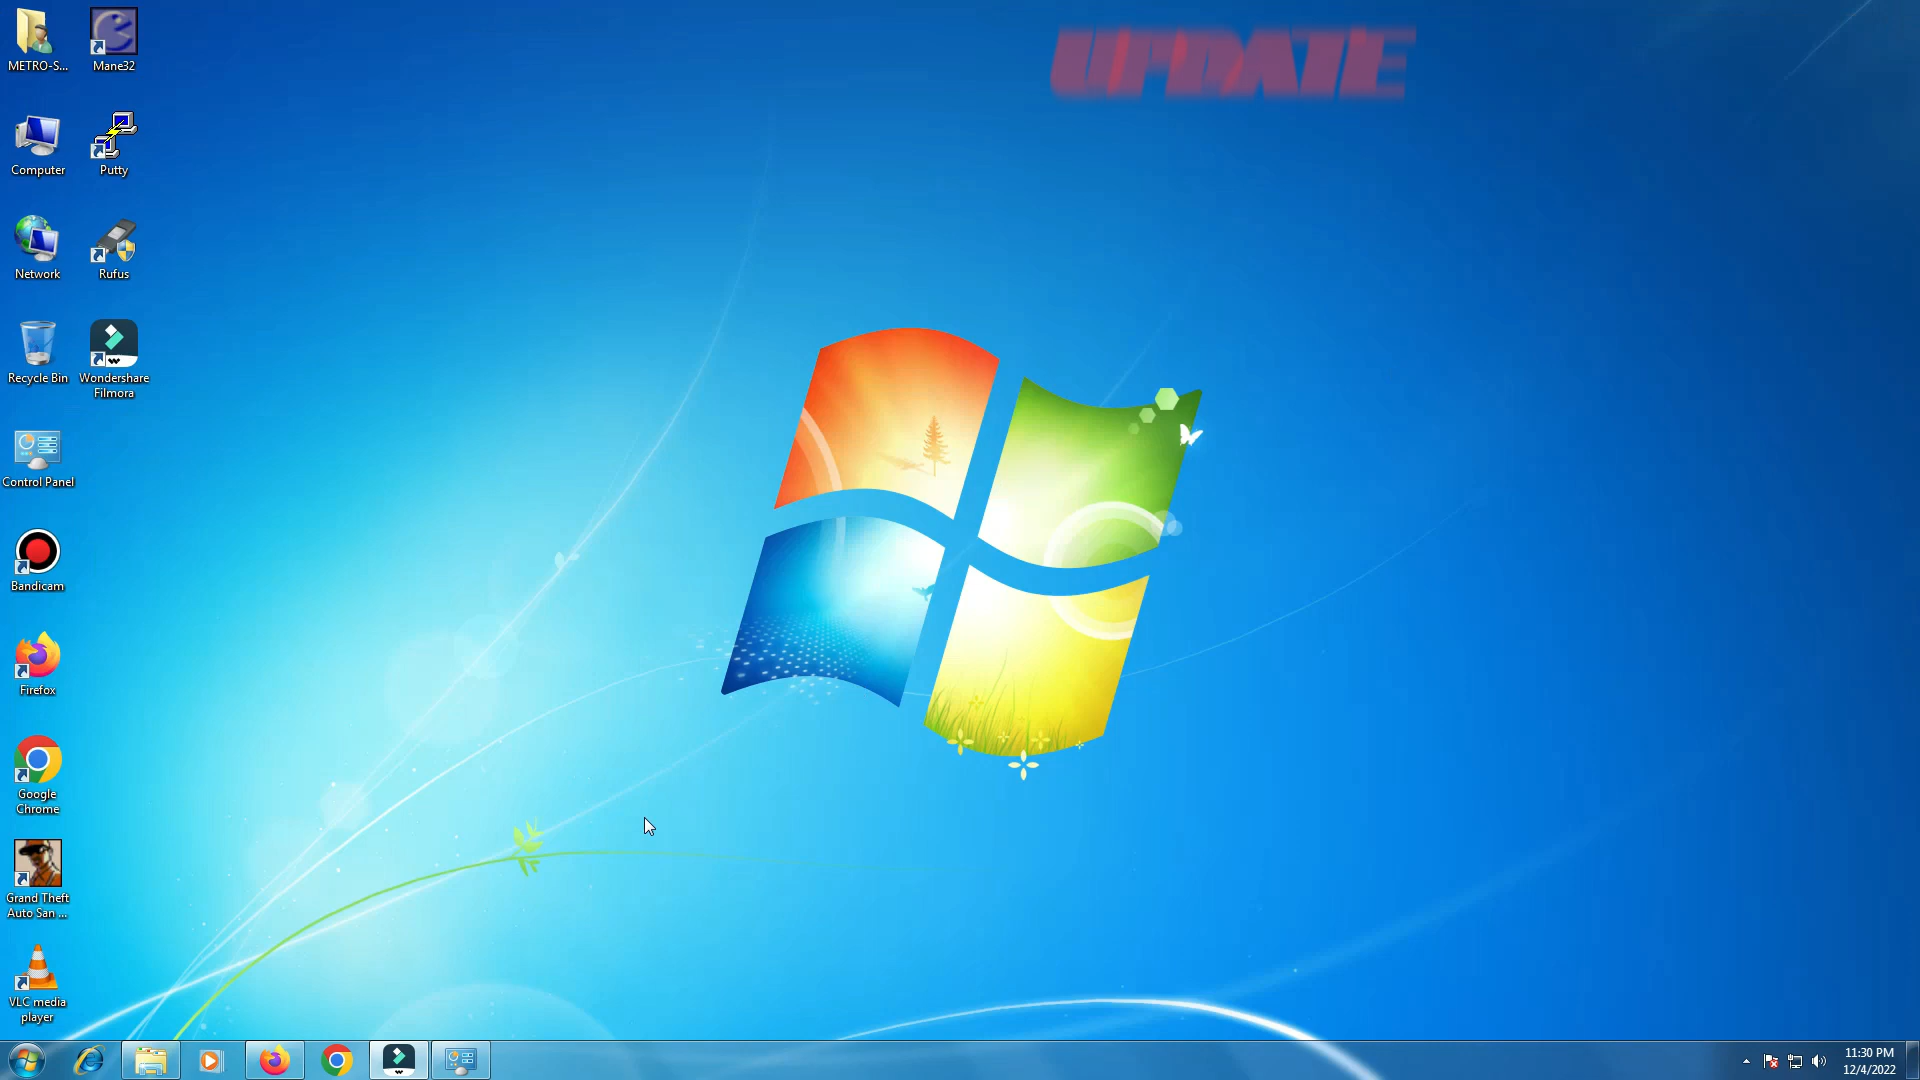 UPDATE
METRO-S...
Mane32
Computer
Putty
Network
Rufus
Recycle Bin
Wondershare
Filmora
Control Panel
Bandicam
Firefox
Google
Chrome
Grand Theft
Auto San ...
VLC media
player
11:30 PM
12/4/2022